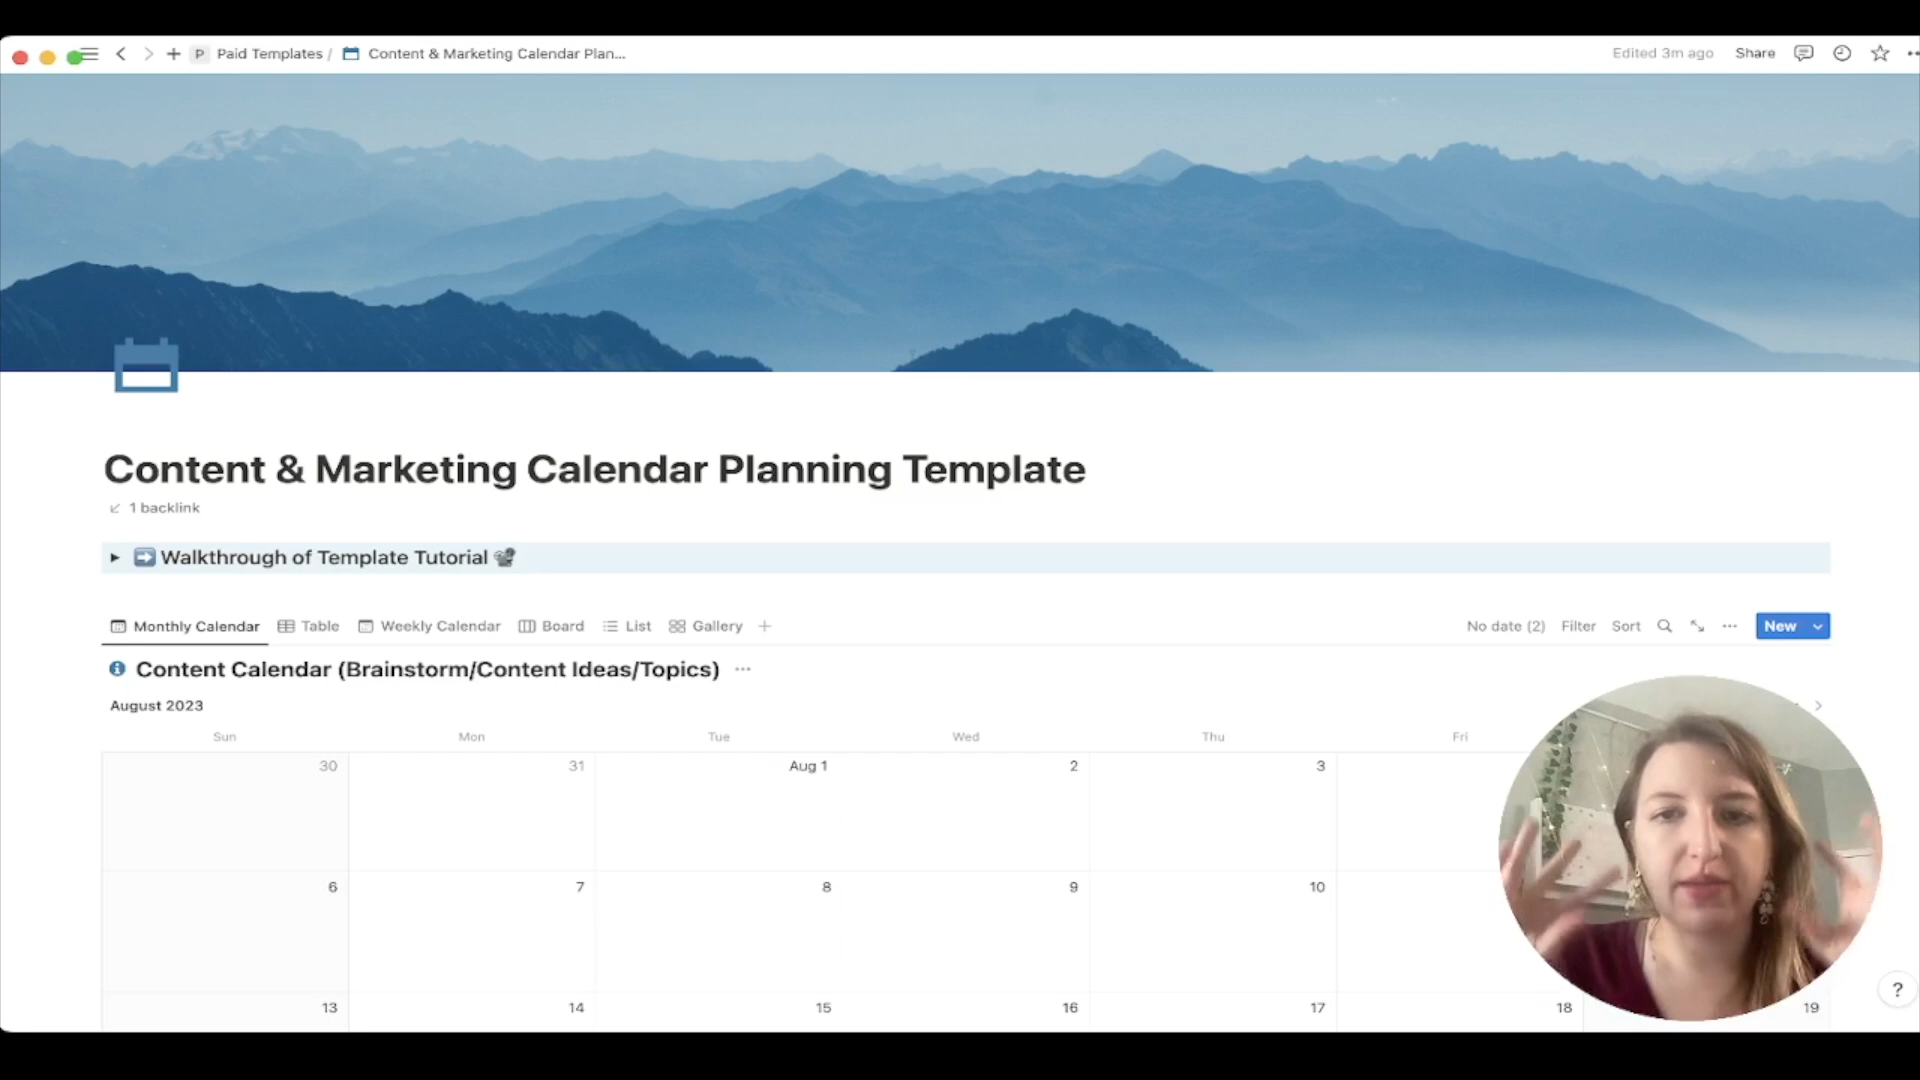 P Paid Templates / Content & Marketing Calendar Plan...
Edited 3m ago Share
Content & Marketing Calendar Planning Template
1 backlink
Walkthrough of Template Tutorial
Monthly Calendar Table Weekly Calendar Board List Gallery
No date (2) Filter Sort New
Content Calendar (Brainstorm/Content Ideas/Topics)
August 2023
Sun Mon Tue Wed Thu Fri
30 31 Aug 1 2 3
6 7 8 9 10
13 14 15 16 17 18 19
?